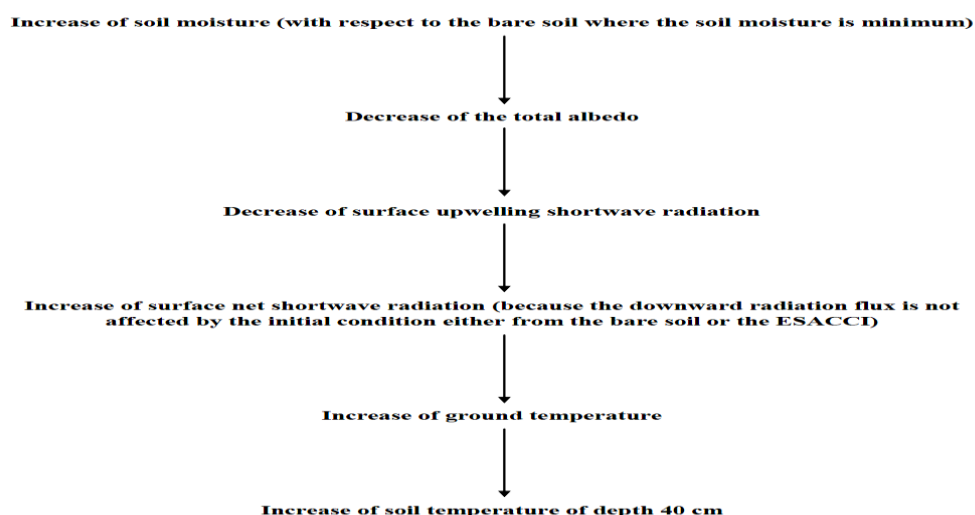 Increase of soil moisture (with respect to the bare soil where the soil moisture is minimum)
Decrease of the total albedo
Decrease of surface upwelling shortwave radiation
Increase of surface net shortwave radiation (because the downward radiation flux is not
affected by the initial condition either from the bare soil or the ESACCI)
Increase of ground temperature
Increase of soil temperature of depth 40 cm